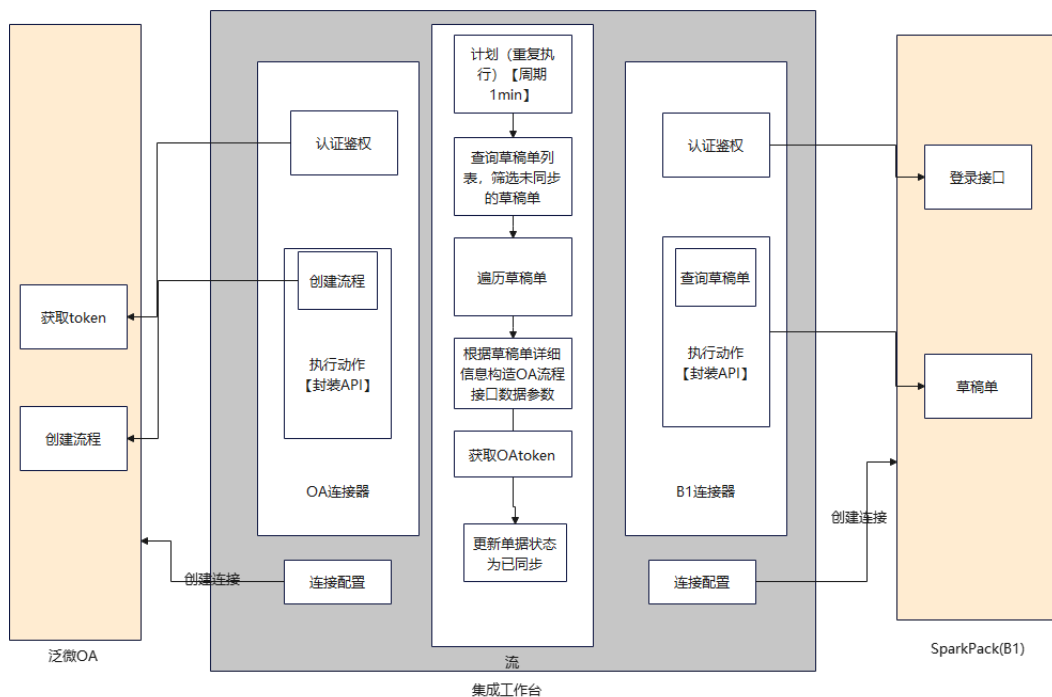 计划（重复执
行）【周期
1min】
认证鉴权
查询草稿单列
表，筛选未同步
的草稿单
认证鉴权
登录接口
创建流程
遍历草稿单
查询草稿单
获取token
执行动作
【封装API】
根据草稿单详细
信息构造OA流程
接口数据参数
执行动作
【封装API】
草稿单
创建流程
获取OAtoken
OA连接器
B1连接器
创建连接
更新单据状态
为已同步
创建连接
连接配置
连接配置
泛微OA
流
SparkPack(B1)
集成工作台